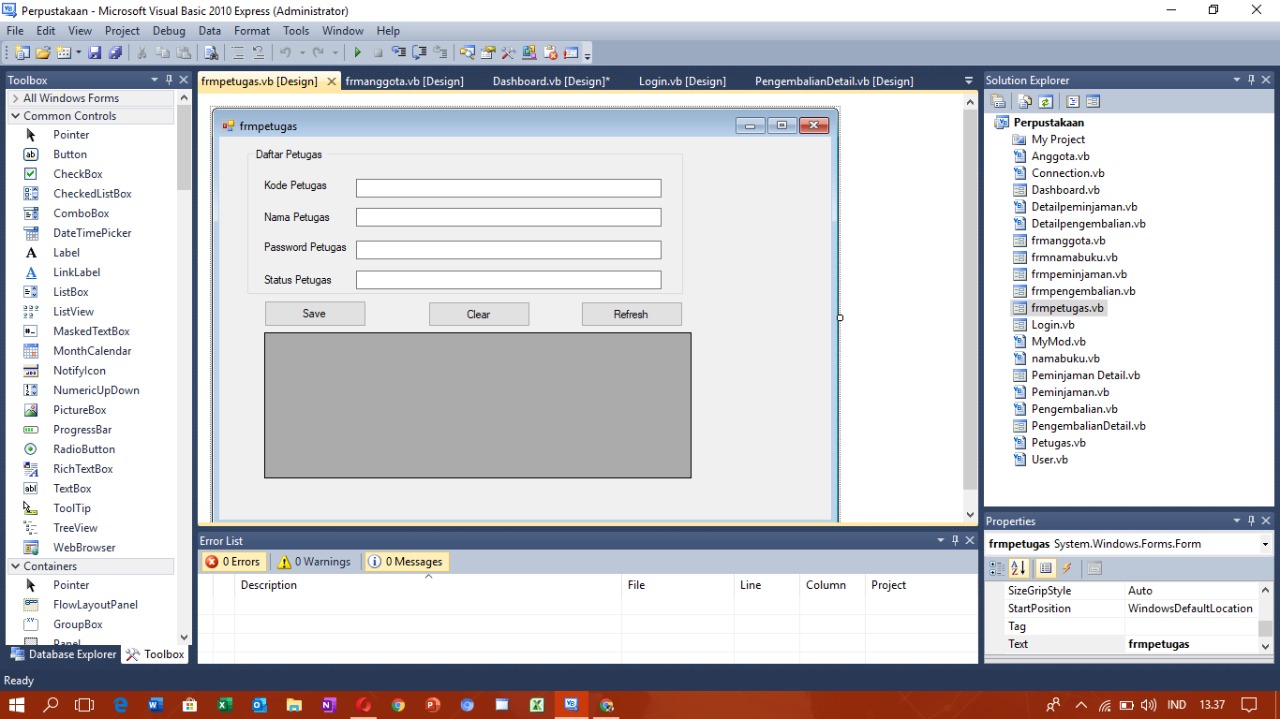 Perpustakaan - Microsoft Visual Basic 2010 Express (Administrator)
File Edit View Project Debug Data Format Tools Window Help
Toolbox
All Windows Forms
Common Controls
Pointer
Button
CheckBox
CheckedListBox
ComboBox
DateTimePicker
Label
LinkLabel
ListBox
ListView
MaskedTextBox
MonthCalendar
NotifyIcon
NumericUpDown
PictureBox
ProgressBar
RadioButton
RichTextBox
TextBox
ToolTip
TreeView
WebBrowser
Containers
Pointer
FlowLayoutPanel
GroupBox
Panel
Database Explorer Toolbox
frmpetugas.vb [Design] frmanggota.vb [Design] Dashboard.vb [Design]* Login.vb [Design] PengembalianDetail.vb [Design]
frmpetugas
Daftar Petugas
Kode Petugas
Nama Petugas
Password Petugas
Status Petugas
Save Clear Refresh
Error List
0 Errors 0 Warnings 0 Messages
Description File Line Column Project
Solution Explorer
Perpustakaan
My Project
Anggota.vb
Connection.vb
Dashboard.vb
Detailpeminjaman.vb
Detailpengembalian.vb
frmanggota.vb
frmnamabuku.vb
frmpeminjaman.vb
frmpengembalian.vb
frmpetugas.vb
Login.vb
MyMod.vb
namabuku.vb
Peminjaman Detail.vb
Peminjaman.vb
Pengembalian.vb
PengembalianDetail.vb
Petugas.vb
User.vb
Properties
frmpetugas System.Windows.Forms.Form
SizeGripStyle Auto
StartPosition WindowsDefaultLocation
Tag
Text frmpetugas
Ready
IND 13.37